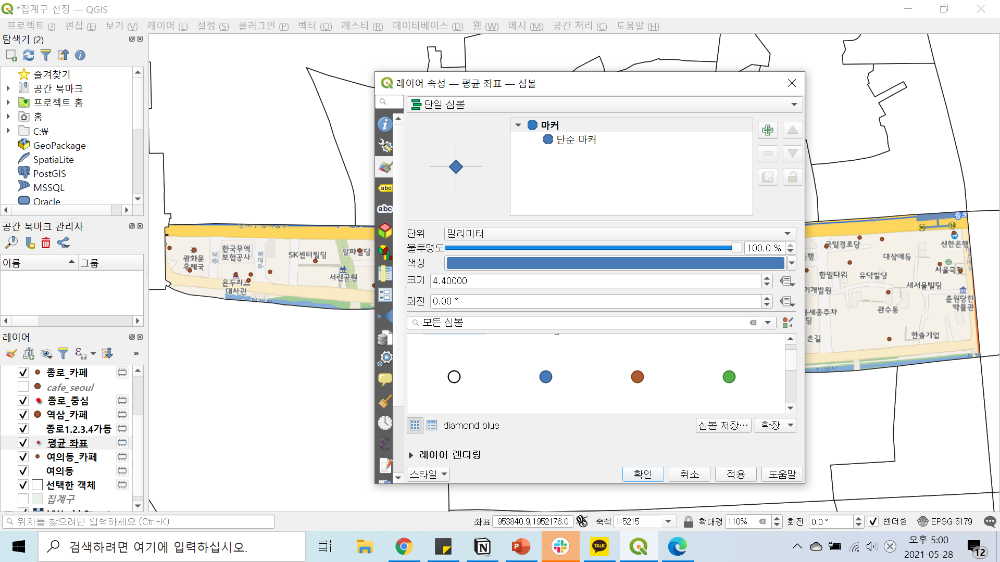 *집계구 선정 — QGIS
프로젝트 (J) 편집 (E) 보기 (V) 레이어 (L) 설정 (S) 플러그인 (P) 벡터 (O) 래스터 (R) 데이터베이스 (D) 웹 (W) 메시 (M) 공간 처리 (C) 도움말 (H)
탐색기 (2)
즐겨찾기
공간 북마크
프로젝트 홈
홈
C:₩
GeoPackage
SpatiaLite
PostGIS
MSSQL
Oracle
공간 북마크 관리자
이름 그룹
레이어
»
종로_카페
cafe_seoul
종로_중심
역삼_카페
종로1.2.3.4가동
평균 좌표
여의동_카페
여의동
선택한 객체
집계구
광화문
우체국
한국무역
보험공사
종로
무교로
SK센터빌딩
알파빌딩
서린공원
온두라스
대사관
레이어 속성 — 평균 좌표 — 심볼
단일 심볼
마커
단순 마커
abc
abc
단위 밀리미터
불투명도 100.0 %
색상
크기 4.40000
회전 0.00 °
모든 심볼
diamond blue
심볼 저장… 확장
레이어 렌더링
스타일 확인 취소 적용 도움말
95 14
국일경로당
신한은행
대상에듀
서울극장
한일타워
유덕빌딩
새서울빌딩
기개발원
춘원당한
박물관
관수동
용세종주차
딩
손길
한솔기업
위치를 찾으려면 입력하세요 (Ctrl+K)
좌표 953840.9,1952176.0 축척 1:5215 확대경 110% 회전 0.0 ° 렌더링 EPSG:5179
검색하려면 여기에 입력하십시오.
TALK
오후 5:00
2021-05-28
12